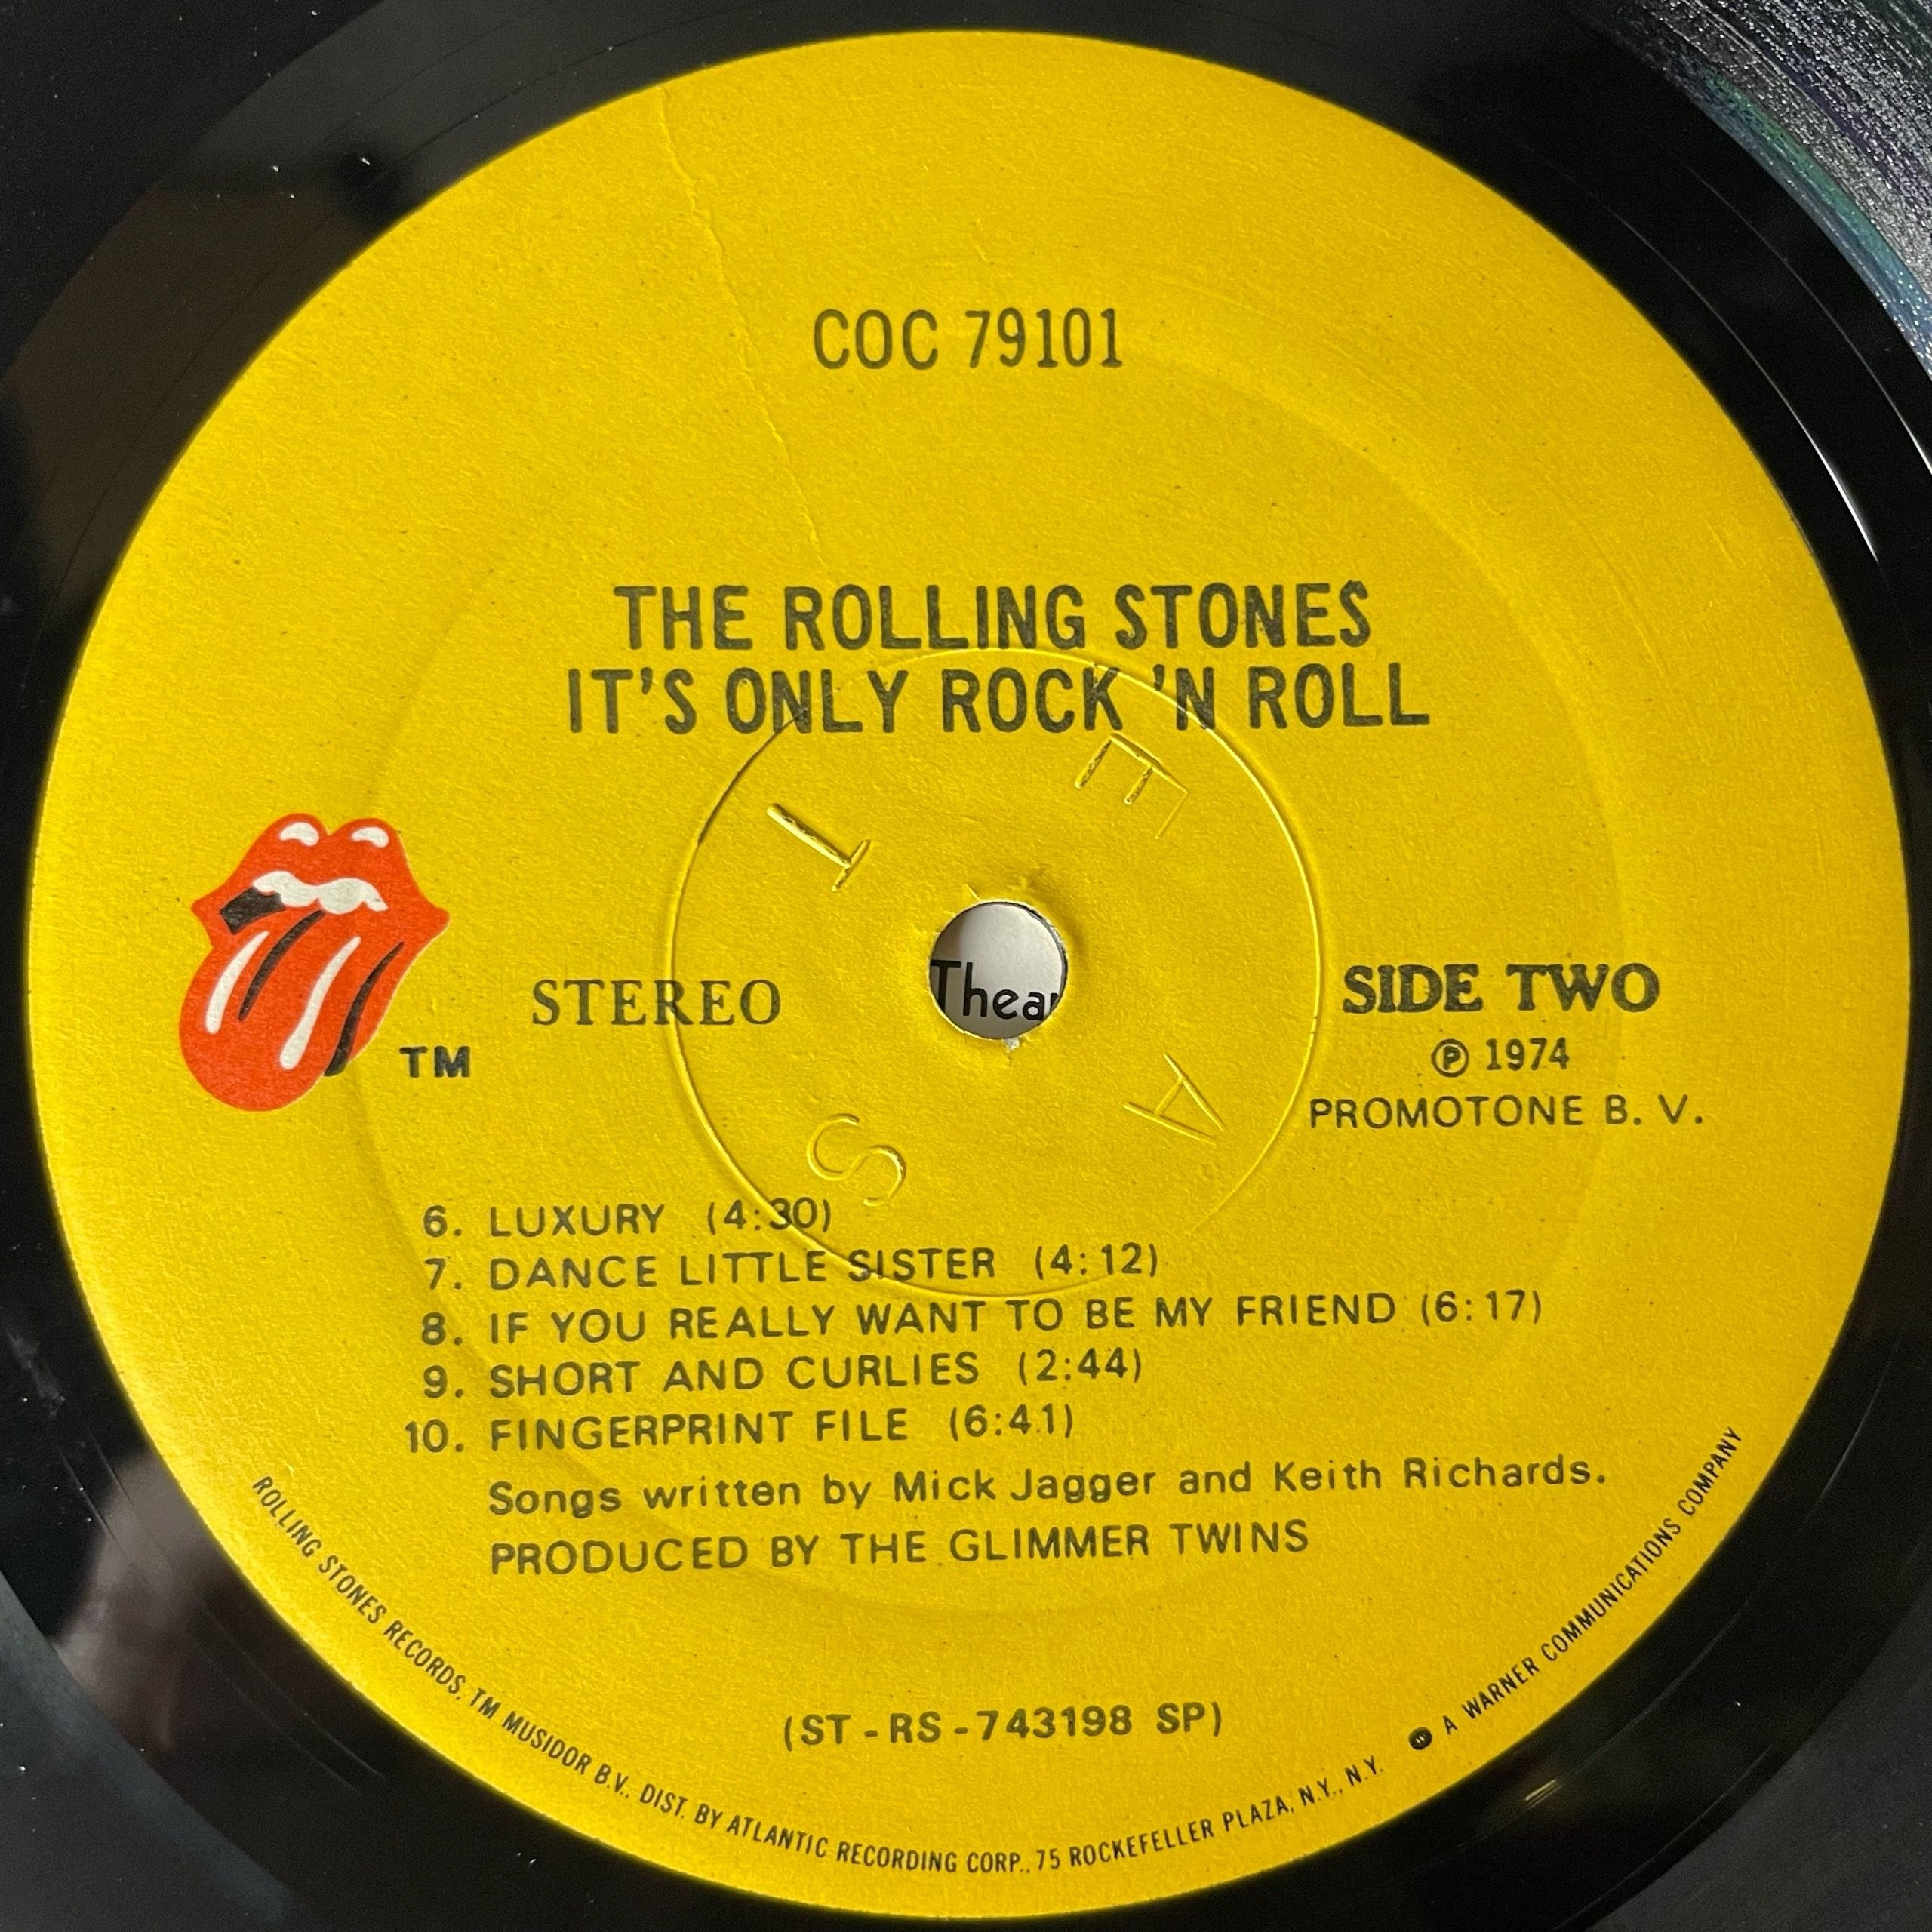 COC 79101
THE ROLLING STONES
IT'S ONLY ROCK 'N ROLL
TM
STEREO
SIDE TWO
Ⓟ 1974
PROMOTONE B. V.
6. LUXURY (4:30)
7. DANCE LITTLE SISTER (4:12)
8. IF YOU REALLY WANT TO BE MY FRIEND (6:17)
9. SHORT AND CURLIES (2:44)
10. FINGERPRINT FILE (6:41)
Songs written by Mick Jagger and Keith Richards.
PRODUCED BY THE GLIMMER TWINS
(ST-RS-743198 SP)
ROLLING STONES RECORDS, TM MUSIDOR B.V., DIST. BY ATLANTIC RECORDING CORP., 75 ROCKEFELLER PLAZA, N.Y., N.Y. A WARNER COMMUNICATIONS COMPANY